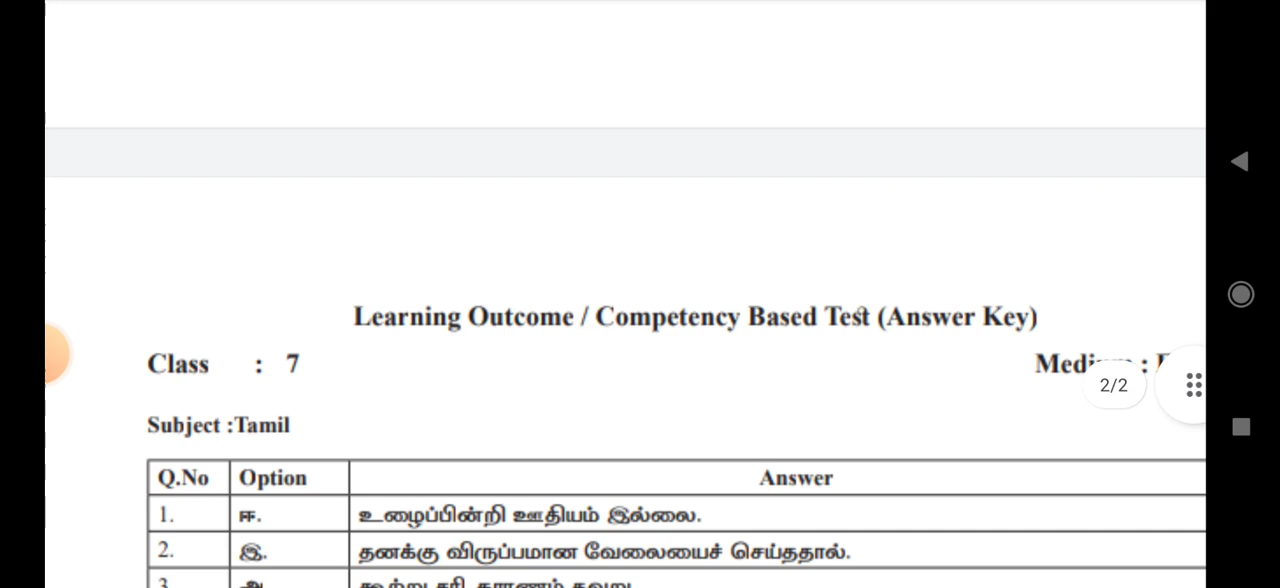 Learning Outcome / Competency Based Test (Answer Key)
Class : 7
2/2
Subject :Tamil
Q.No Option Answer
1. ஈ. உழைப்பின்றி ஊதியம் இல்லை.
2. இ. தனக்கு விருப்பமான வேலையைச் செய்ததால்.
3